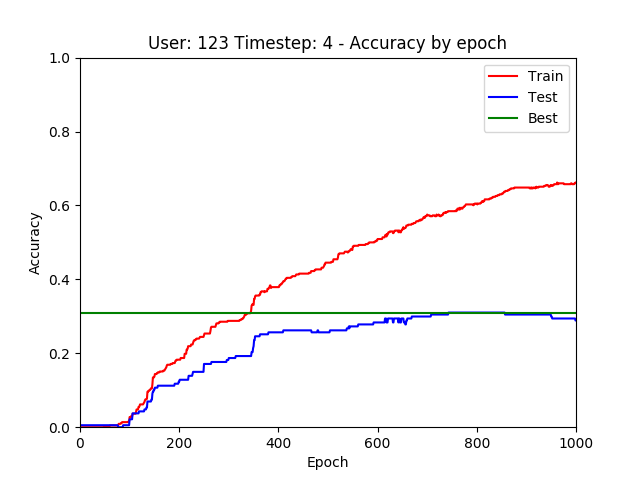 User: 123 Timestep: 4 - Accuracy by epoch
1.0
0.8
0.6
0.4
0.2
0.0
Accuracy
Train
Test
Best
0 200 400 600 800 1000
Epoch